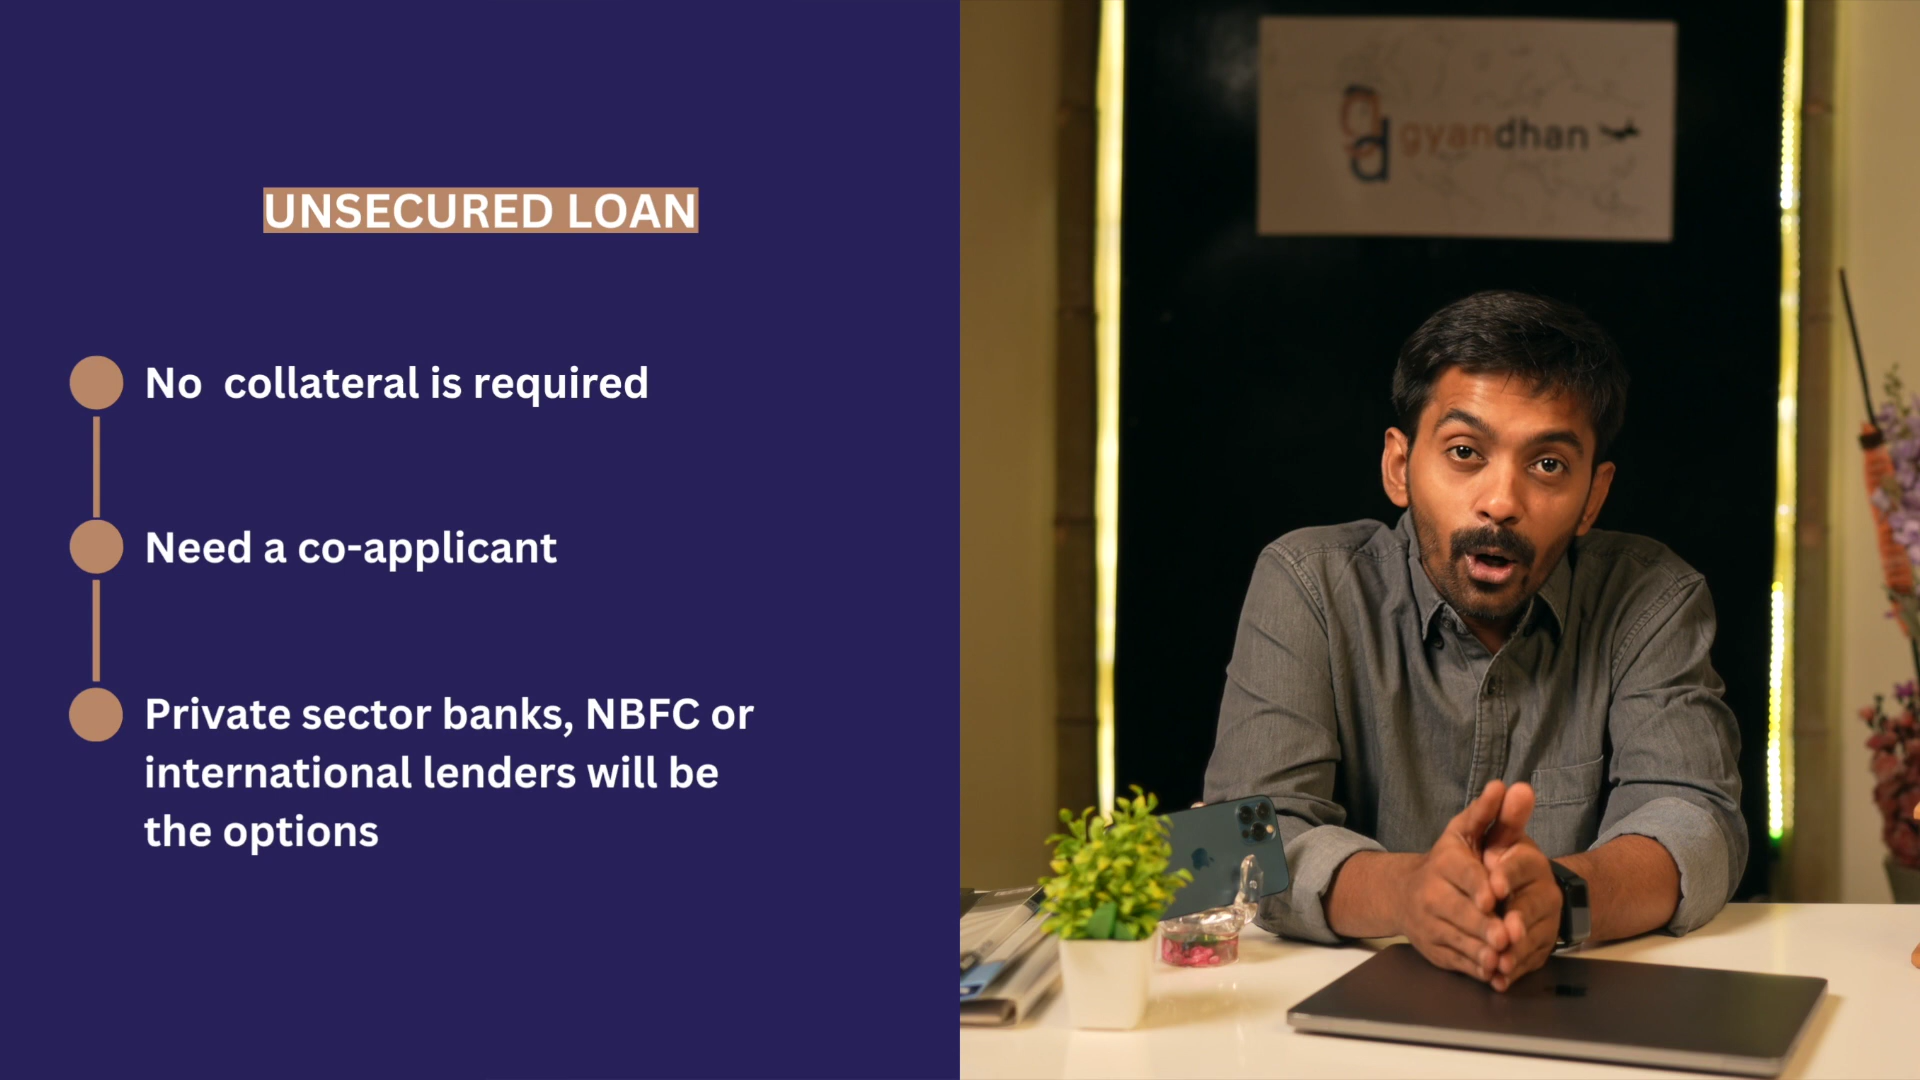 UNSECURED LOAN
No  collateral is required
Need a co-applicant
Private sector banks, NBFC or
international lenders will be
the options
gd gyandhan